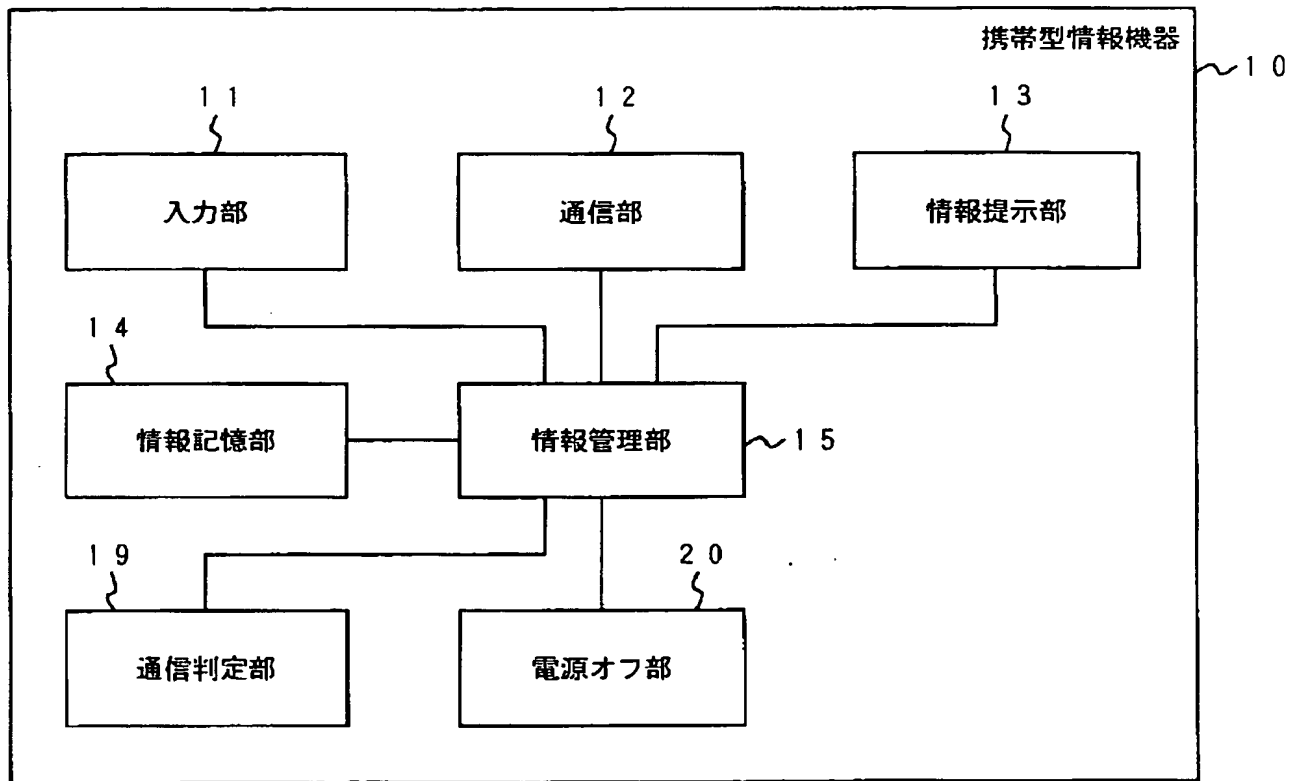 携帯型情報機器
10
11
12
13
入力部
通信部
情報提示部
14
情報記憶部
情報管理部
15
19
20
通信判定部
電源オフ部